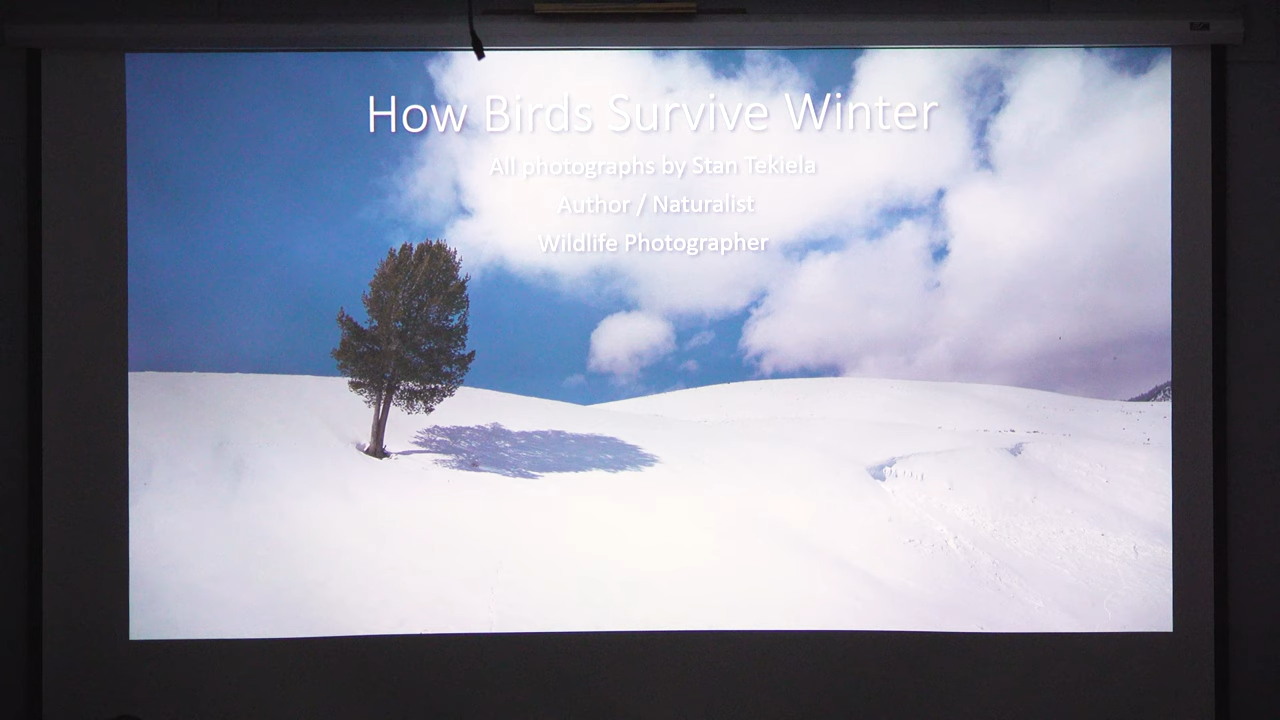 How Birds Survive Winter
All photographs by Stan Tekiela
Author / Naturalist
Wildlife Photographer